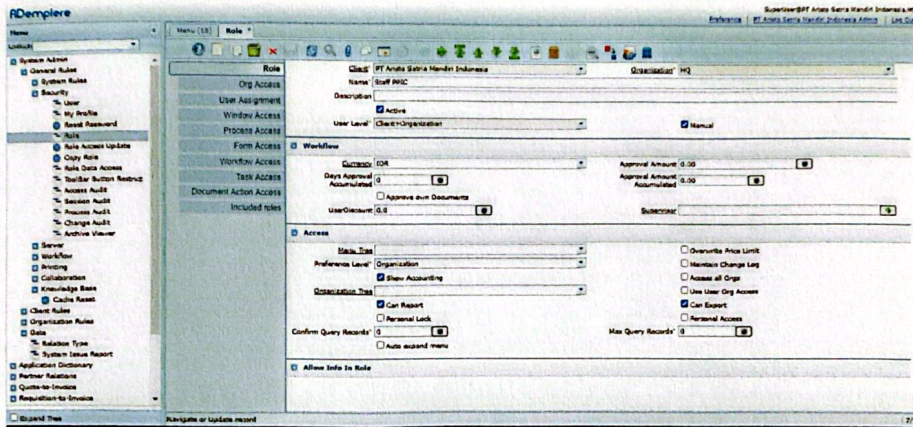 ADempiere
Superuser@PT Arista Satria Mandiri Indonesia.H
Preference | PT Arista Satria Mandiri Indonesia Admin | Log Ou
Menu
Menu (18) Role
Lookup
System Admin
General Rules
System Rules
Security
User
My Profile
Reset Password
Role
Role Access Update
Copy Role
Role Data Access
ToolBar Button Restrict
Access Audit
Session Audit
Process Audit
Change Audit
Archive Viewer
Server
Workflow
Printing
Collaboration
Knowledge Base
Cache Reset
Client Rules
Organization Rules
Data
Relation Type
System Issue Report
Application Dictionary
Partner Relations
Quote-to-Invoice
Requisition-to-Invoice
Expand Tree
Role
Org Access
User Assignment
Window Access
Process Access
Form Access
Workflow Access
Task Access
Document Action Access
Included roles
Client* PT Arista Satria Mandiri Indonesia Organization* HQ
Name* Staff PPIC
Description
Active
User Level* Client+Organization Manual
Workflow
Currency IDR Approval Amount 0.00
Days Approval Accumulated 0 Approval Amount Accumulated 0.00
Approve own Documents
UserDiscount 0.0 Supervisor
Access
Menu Tree Overwrite Price Limit
Preference Level* Organization Maintain Change Log
Show Accounting Access all Orgs
Organization Tree Use User Org Access
Can Report Can Export
Personal Lock Personal Access
Confirm Query Records* 0 Max Query Records* 0
Auto expand menu
Allow Info In Role
Navigate or Update record